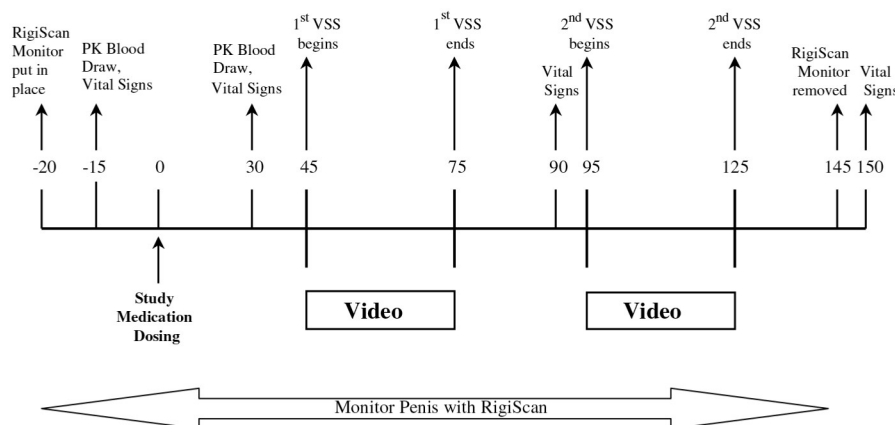 RigiScan
Monitor
put in
place
PK Blood
Draw,
Vital Signs
PK Blood
Draw,
Vital Signs
1st VSS
begins
1st VSS
ends
Vital
Signs
2nd VSS
begins
2nd VSS
ends
RigiScan
Monitor
removed
Vital
Signs
-20 -15 0 30 45 75 90 95 125 145 150
Study
Medication
Dosing
Video
Video
Monitor Penis with RigiScan